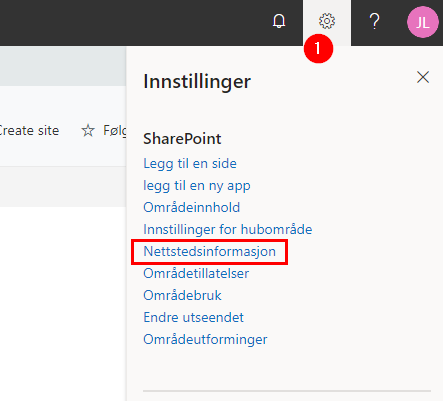 ? JL
1
Innstillinger
Create site ☆ Følg
SharePoint
Legg til en side
legg til en ny app
Områdeinnhold
Innstillinger for hubområde
Nettstedsinformasjon
Områdetillatelser
Områdebruk
Endre utseendet
Områdeutforminger